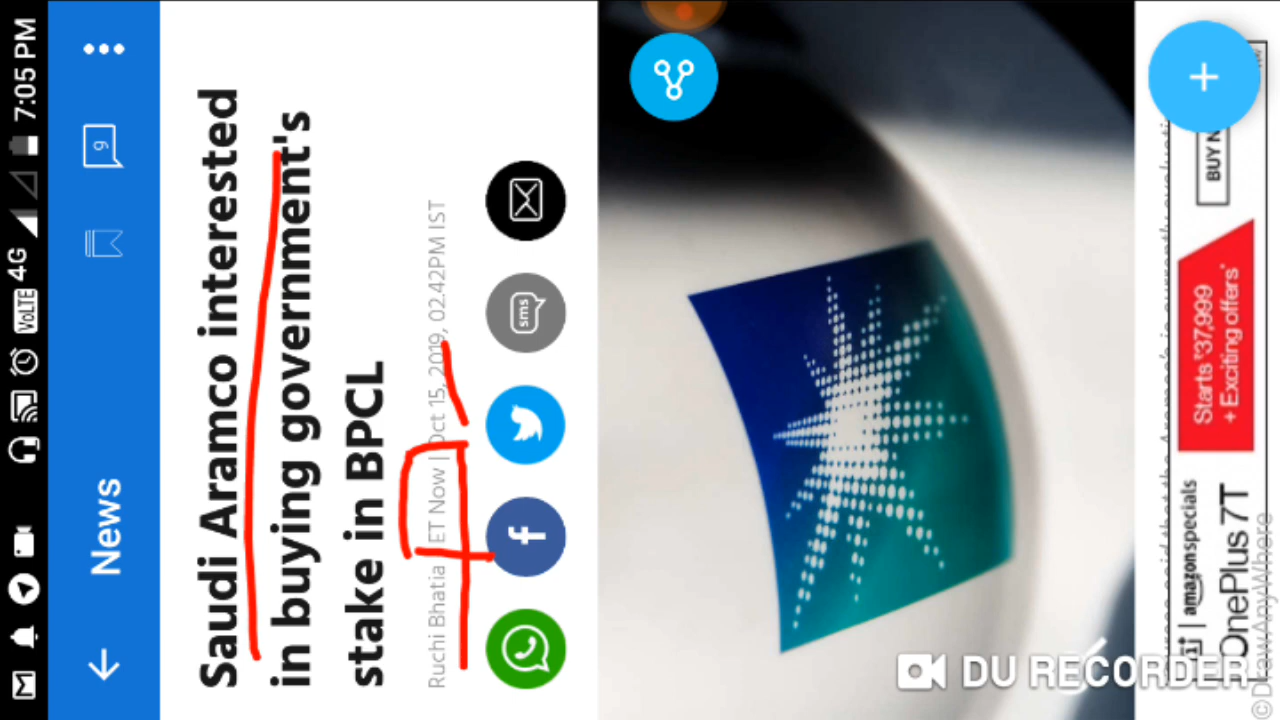 VoLTE 4G 7:05 PM
News
9
Saudi Aramco interested
in buying government's
stake in BPCL
Ruchi Bhatia | ET Now | Oct 15, 2019, 02.42PM IST
f
sms
mi | amazonspecials
OnePlus 7T
Starts ₹37,999
+ Exciting offers*
BUY N
DU RECORDER
©DrawAnyWhere